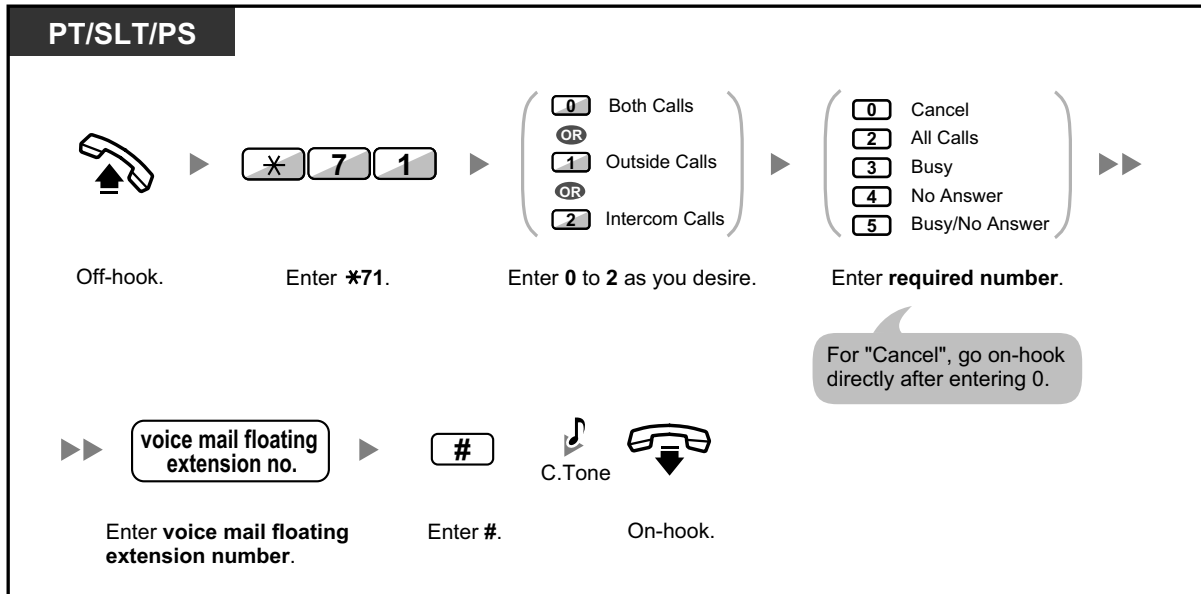 PT/SLT/PS
0 Both Calls
OR
1 Outside Calls
OR
2 Intercom Calls
0 Cancel
2 All Calls
3 Busy
4 No Answer
5 Busy/No Answer
* 7 1
Off-hook.
Enter *71.
Enter 0 to 2 as you desire.
Enter required number.
For "Cancel", go on-hook
directly after entering 0.
voice mail floating
extension no.
#
C.Tone
Enter voice mail floating
extension number.
Enter #.
On-hook.